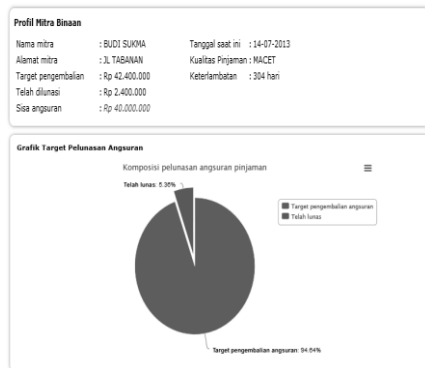 Profil Mitra Binaan
Nama mitra : BUDI SUKMA Tanggal saat ini : 14-07-2013
Alamat mitra : JL TABANAN Kualitas Pinjaman : MACET
Target pengembalian : Rp 42.400.000 Keterlambatan : 304 hari
Telah dilunasi : Rp 2.400.000
Sisa angsuran : Rp 40.000.000
Grafik Target Pelunasan Angsuran
Komposisi pelunasan angsuran pinjaman
Telah lunas: 5.36%
Target pengembalian angsuran
Telah lunas
Target pengembalian angsuran: 94.64%